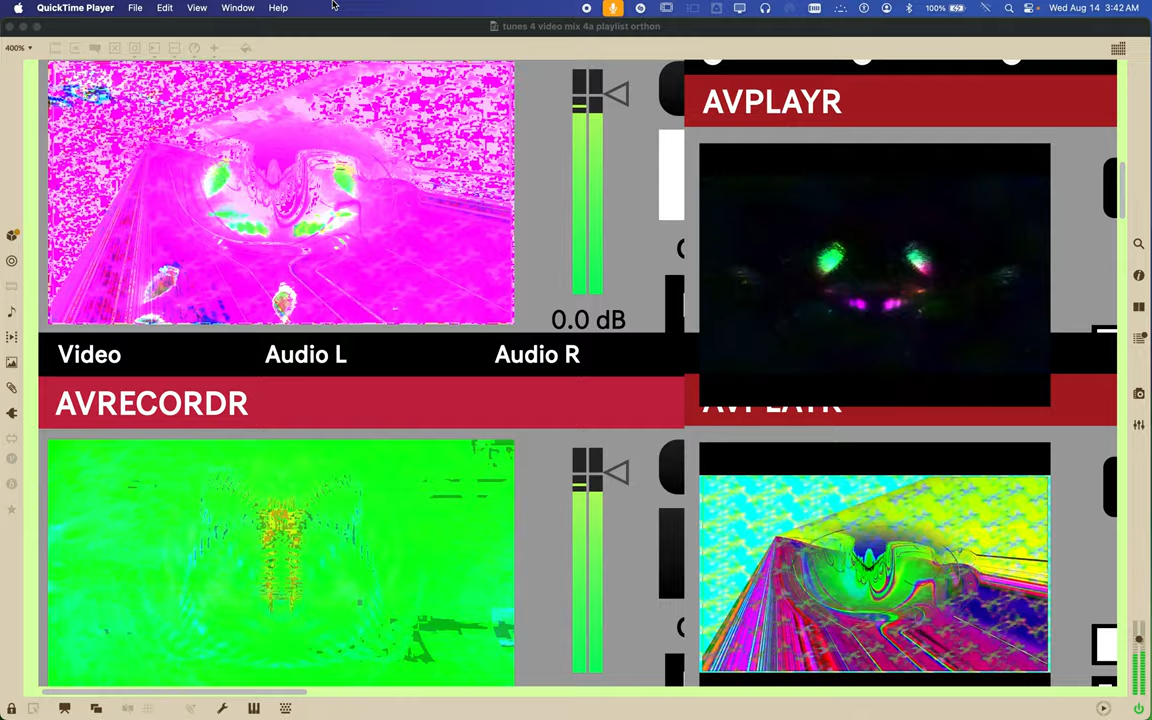 QuickTime Player File Edit View Window Help 100% Wed Aug 14 3:42 AM
tunes 4 video mix 4a playlist orthon
400%
AVPLAYR
0.0 dB
Video Audio L Audio R
AVRECORDR
AVPLAYR